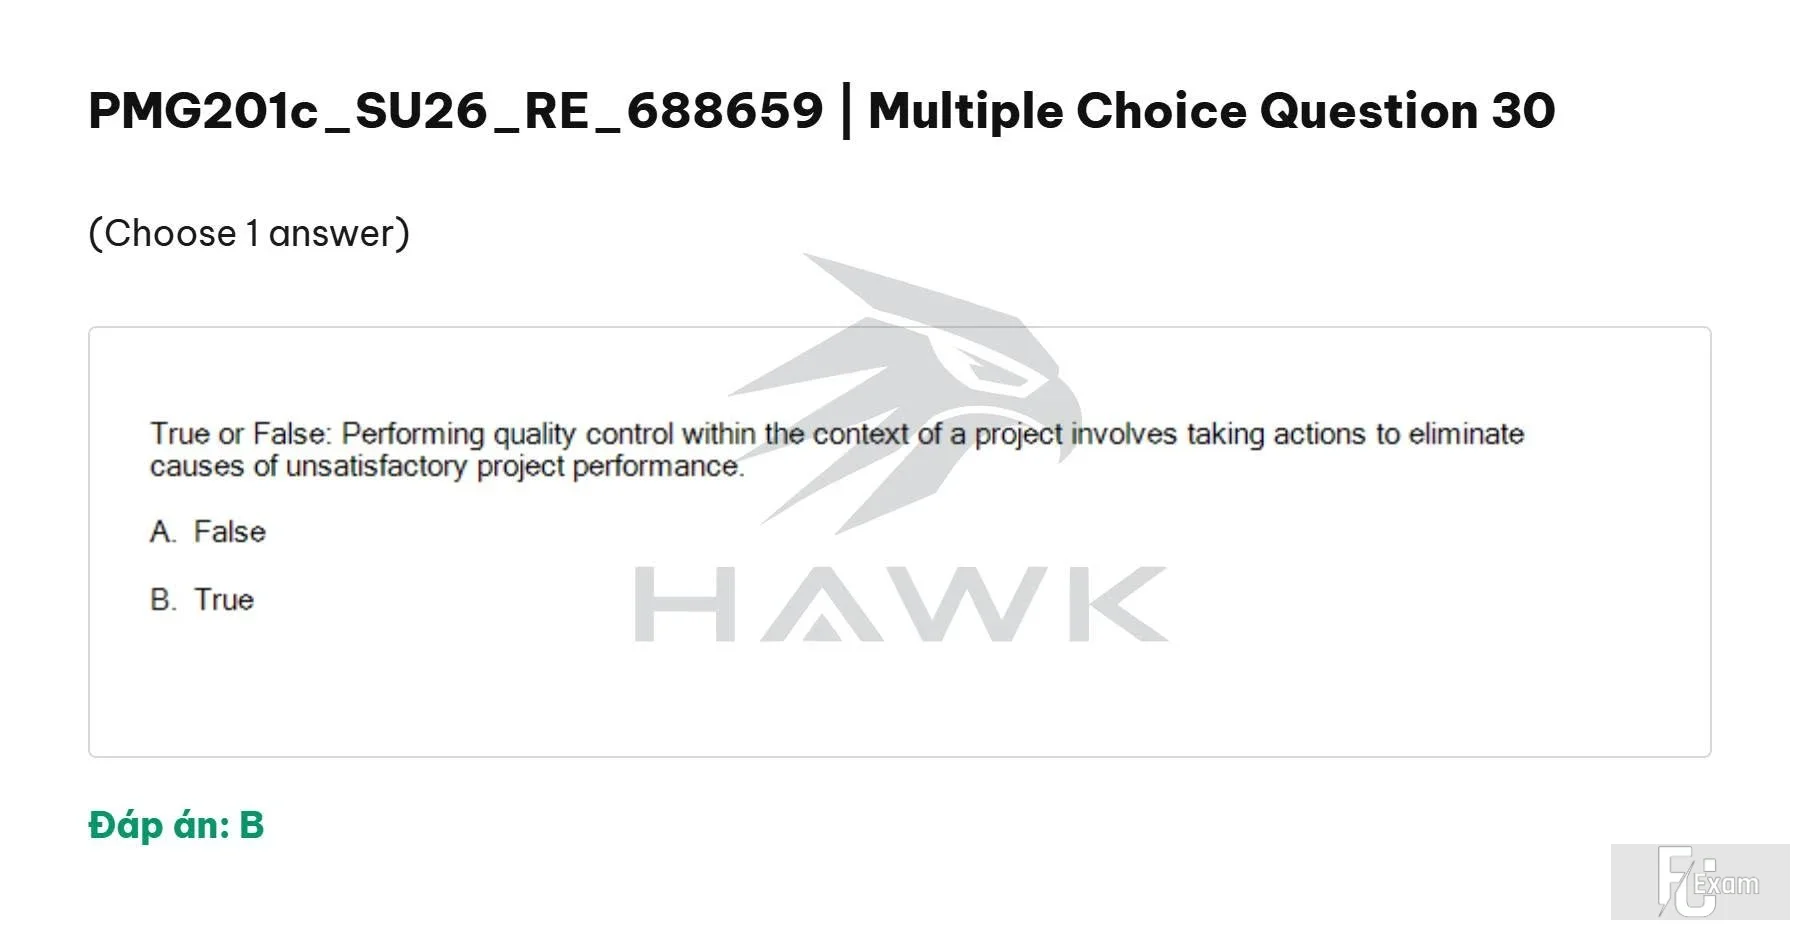 PMG201c_SU26_RE_688659 | Multiple Choice Question 30
(Choose 1 answer)
True or False: Performing quality control within the context of a project involves taking actions to eliminate
causes of unsatisfactory project performance.
A. False
B. True
HAWK
Đáp án: B
FU Exam